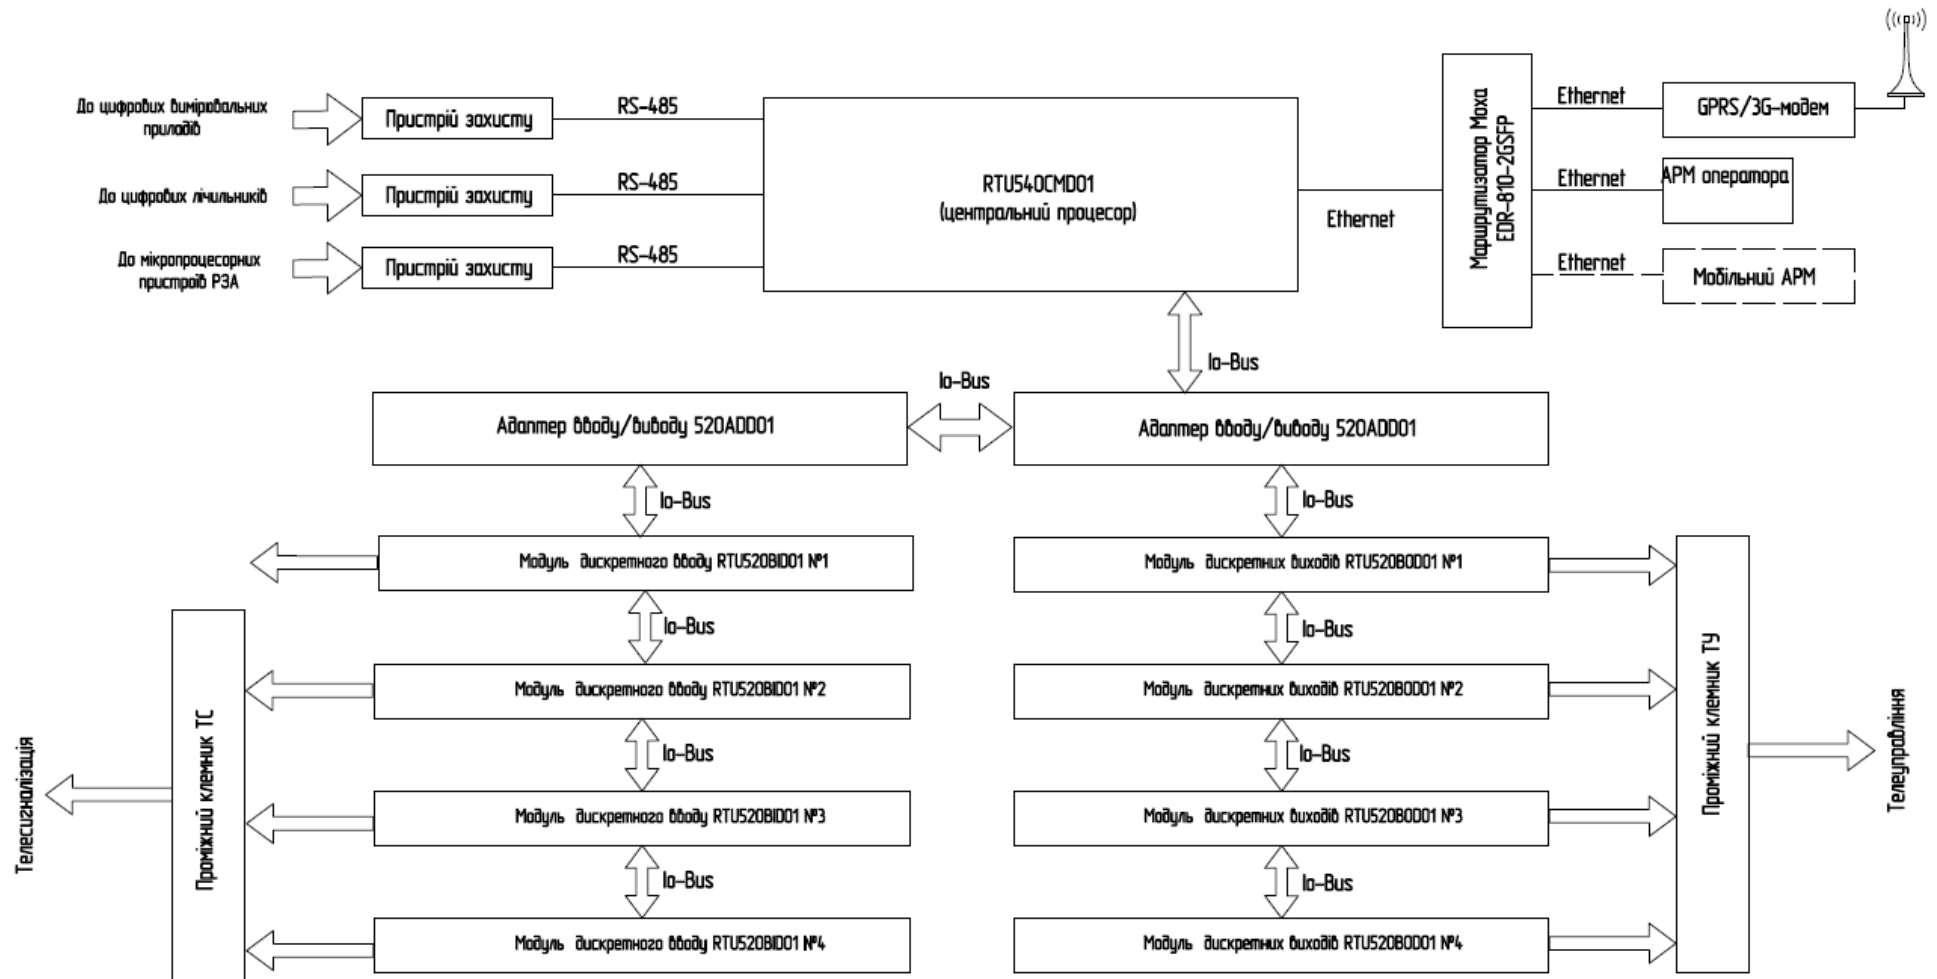 До цифрових вимірювальних
приладів
Пристрій захисту
RS-485
До цифрових лічильників
Пристрій захисту
RS-485
До мікропроцесорних
пристроїв РЗА
Пристрій захисту
RS-485
RTU540CMD01
(центральний процесор)
Ethernet
Маршрутизатор Моха
EDR-810-2GSFP
Ethernet
GPRS/3G-модем
Ethernet
АРМ оператора
Ethernet
Мобільний АРМ
Io-Bus
Io-Bus
Адаптер вводу/виводу 520ADD01
Адаптер вводу/виводу 520ADD01
Io-Bus
Io-Bus
Модуль дискретного вводу RTU520BID01 №1
Модуль дискретних виходів RTU520BOD01 №1
Io-Bus
Io-Bus
Модуль дискретного вводу RTU520BID01 №2
Модуль дискретних виходів RTU520BOD01 №2
Io-Bus
Io-Bus
Модуль дискретного вводу RTU520BID01 №3
Модуль дискретних виходів RTU520BOD01 №3
Io-Bus
Io-Bus
Модуль дискретного вводу RTU520BID01 №4
Модуль дискретних виходів RTU520BOD01 №4
Телесигналізація
Проміжний клемник ТС
Проміжний клемник ТУ
Телеуправління